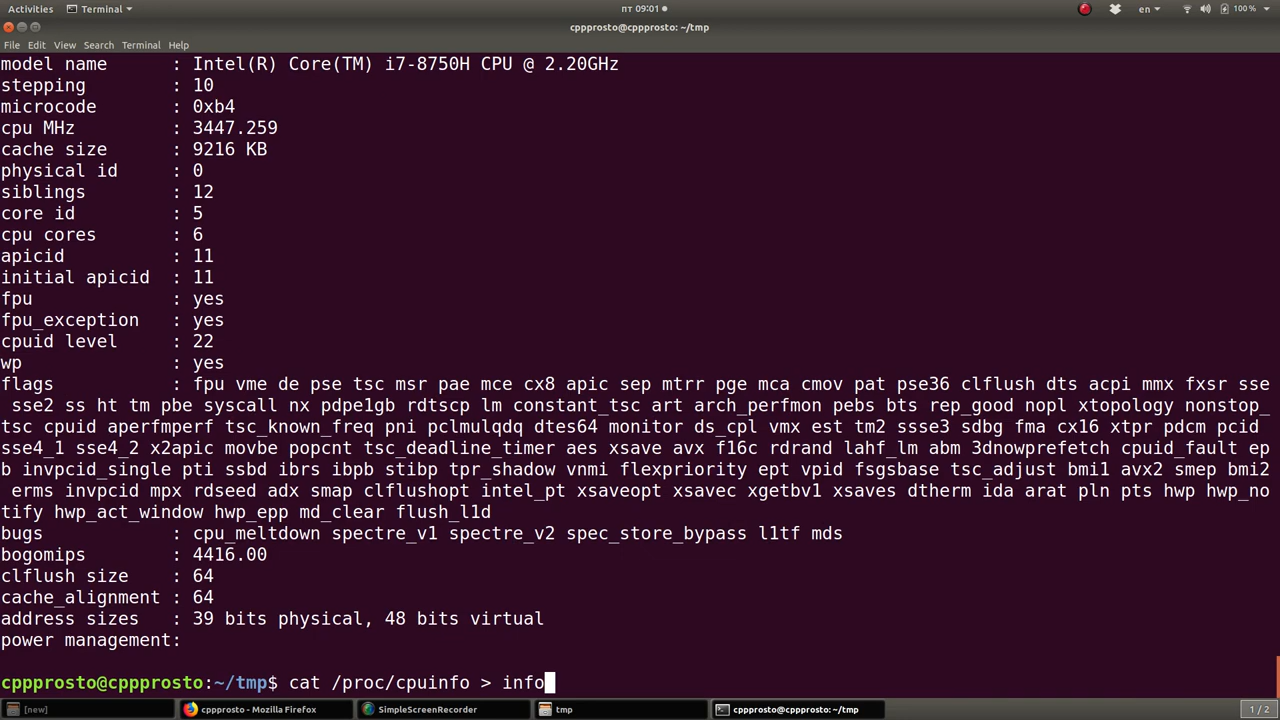 Activities Terminal пт 09:01 en 100 %
cppprosto@cppprosto: ~/tmp
File Edit View Search Terminal Help
model name : Intel(R) Core(TM) i7-8750H CPU @ 2.20GHz
stepping : 10
microcode : 0xb4
cpu MHz : 3447.259
cache size : 9216 KB
physical id : 0
siblings : 12
core id : 5
cpu cores : 6
apicid : 11
initial apicid : 11
fpu : yes
fpu_exception : yes
cpuid level : 22
wp : yes
flags : fpu vme de pse tsc msr pae mce cx8 apic sep mtrr pge mca cmov pat pse36 clflush dts acpi mmx fxsr sse
sse2 ss ht tm pbe syscall nx pdpe1gb rdtscp lm constant_tsc art arch_perfmon pebs bts rep_good nopl xtopology nonstop_
tsc cpuid aperfmperf tsc_known_freq pni pclmulqdq dtes64 monitor ds_cpl vmx est tm2 ssse3 sdbg fma cx16 xtpr pdcm pcid
sse4_1 sse4_2 x2apic movbe popcnt tsc_deadline_timer aes xsave avx f16c rdrand lahf_lm abm 3dnowprefetch cpuid_fault ep
b invpcid_single pti ssbd ibrs ibpb stibp tpr_shadow vnmi flexpriority ept vpid fsgsbase tsc_adjust bmi1 avx2 smep bmi2
erms invpcid mpx rdseed adx smap clflushopt intel_pt xsaveopt xsavec xgetbv1 xsaves dtherm ida arat pln pts hwp hwp_no
tify hwp_act_window hwp_epp md_clear flush_l1d
bugs : cpu_meltdown spectre_v1 spectre_v2 spec_store_bypass l1tf mds
bogomips : 4416.00
clflush size : 64
cache_alignment : 64
address sizes : 39 bits physical, 48 bits virtual
power management:
cppprosto@cppprosto:~/tmp$ cat /proc/cpuinfo > info
[new] cppprosto - Mozilla Firefox SimpleScreenRecorder tmp cppprosto@cppprosto: ~/tmp 1 / 2